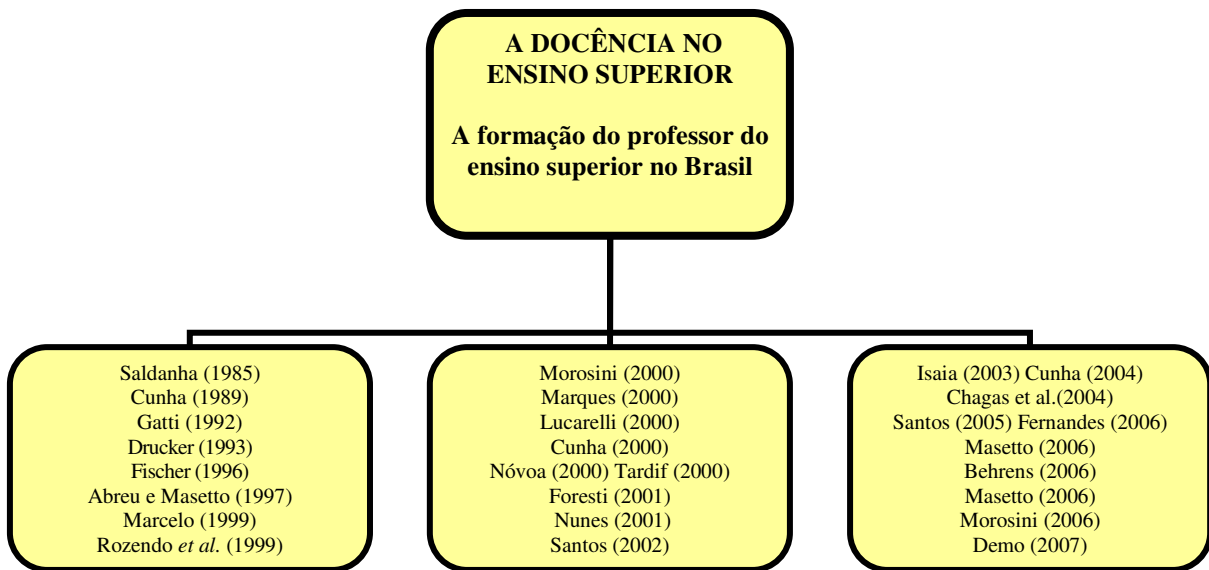 A DOCÊNCIA NO
ENSINO SUPERIOR
A formação do professor do
ensino superior no Brasil
Saldanha (1985)
Cunha (1989)
Gatti (1992)
Drucker (1993)
Fischer (1996)
Abreu e Masetto (1997)
Marcelo (1999)
Rozendo et al. (1999)
Morosini (2000)
Marques (2000)
Lucarelli (2000)
Cunha (2000)
Nóvoa (2000) Tardif (2000)
Foresti (2001)
Nunes (2001)
Santos (2002)
Isaia (2003) Cunha (2004)
Chagas et al.(2004)
Santos (2005) Fernandes (2006)
Masetto (2006)
Behrens (2006)
Masetto (2006)
Morosini (2006)
Demo (2007)